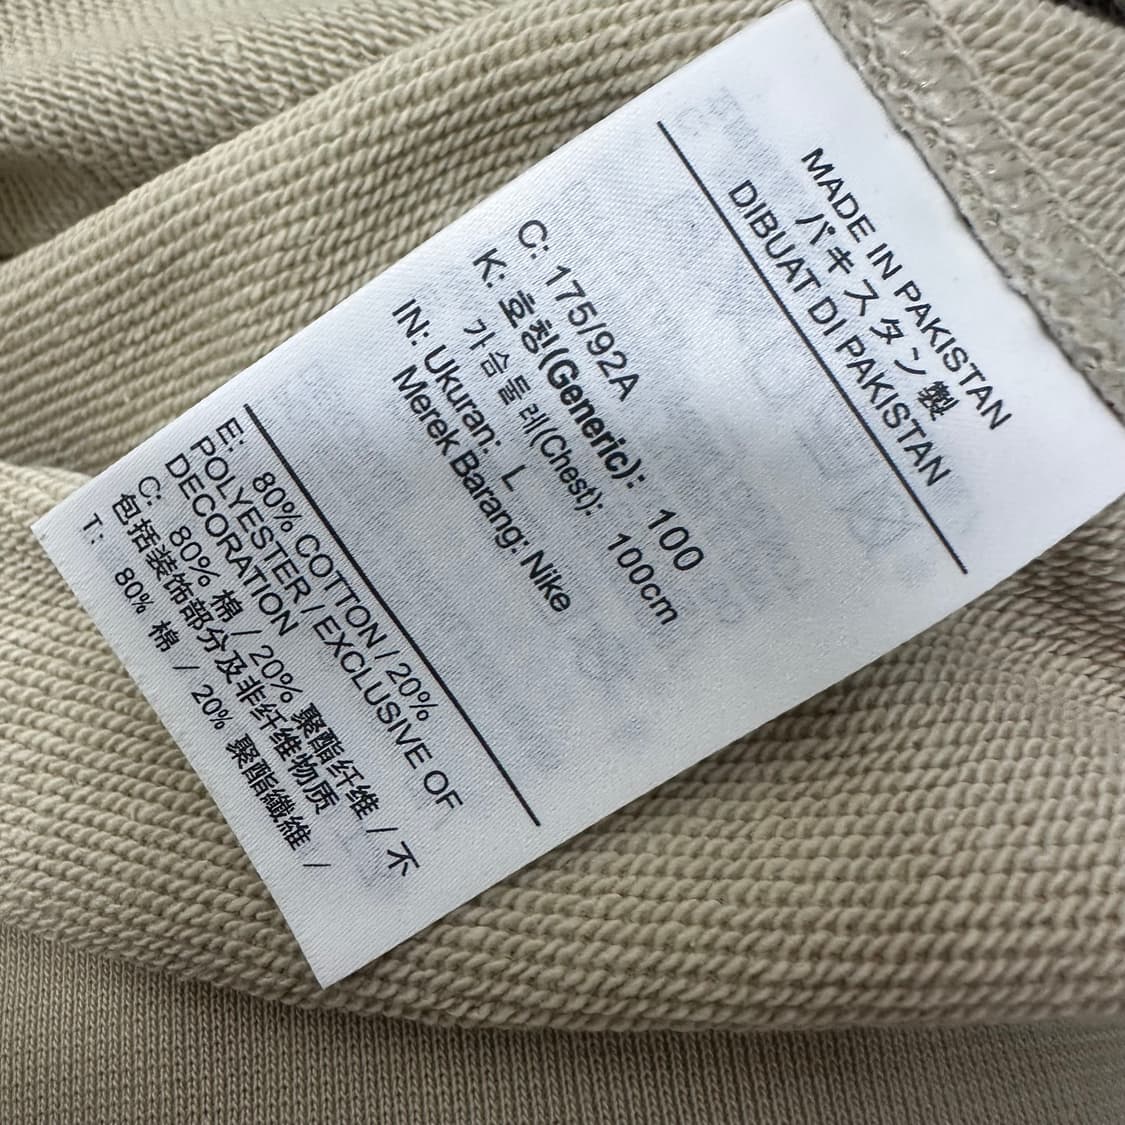 MADE IN PAKISTAN
パキスタン製
DIBUAT DI PAKISTAN
C: 175/92A
K: 호칭(Generic): 100
가슴둘레(Chest): 100cm
IN: Ukuran: L
Merek Barang: Nike
E: 80% COTTON / 20%
POLYESTER / EXCLUSIVE OF
DECORATION
C: 80% 棉 / 20% 聚酯纤维 / 不
包括装饰部分及非纤维物质
T: 80% 棉 / 20% 聚酯纖維 /